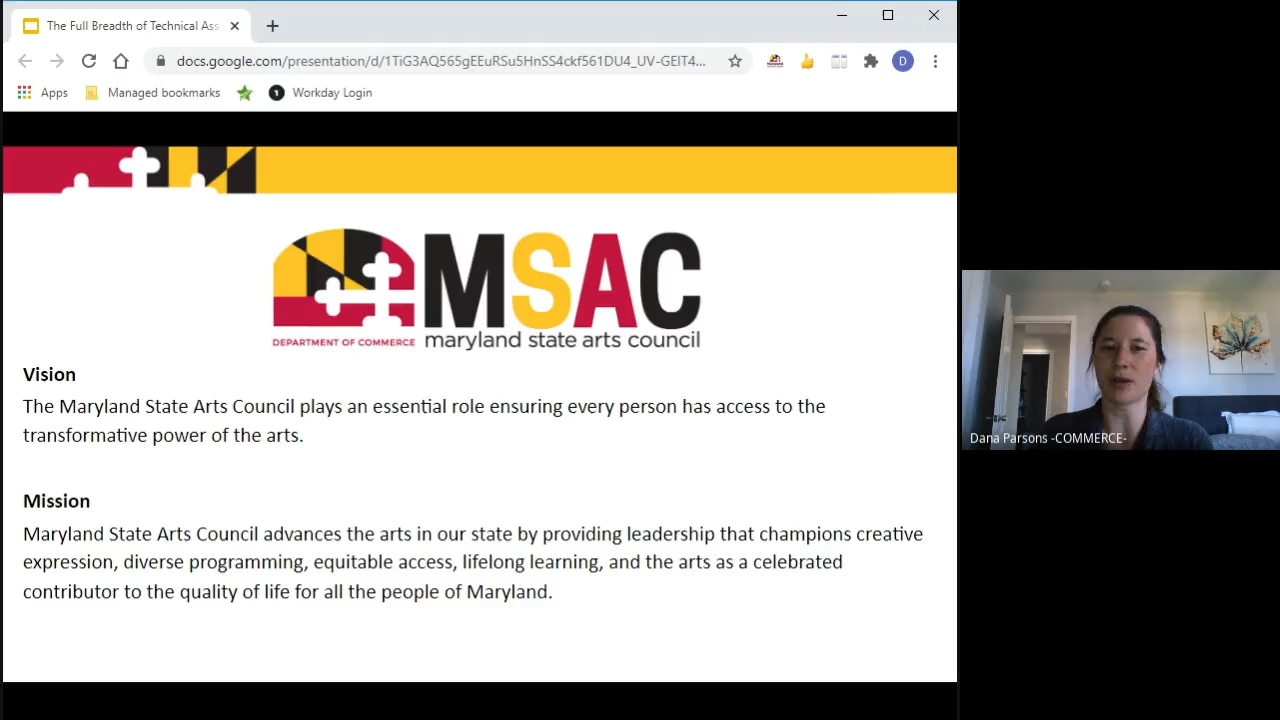 The Full Breadth of Technical Ass
docs.google.com/presentation/d/1TiG3AQ565gEEuRSu5HnSS4ckf561DU4_UV-GEIT4...
D
Apps
Managed bookmarks
1
Workday Login
MSAC
DEPARTMENT OF COMMERCE
maryland state arts council
Vision
The Maryland State Arts Council plays an essential role ensuring every person has access to the
transformative power of the arts.
Mission
Maryland State Arts Council advances the arts in our state by providing leadership that champions creative
expression, diverse programming, equitable access, lifelong learning, and the arts as a celebrated
contributor to the quality of life for all the people of Maryland.
Dana Parsons -COMMERCE-